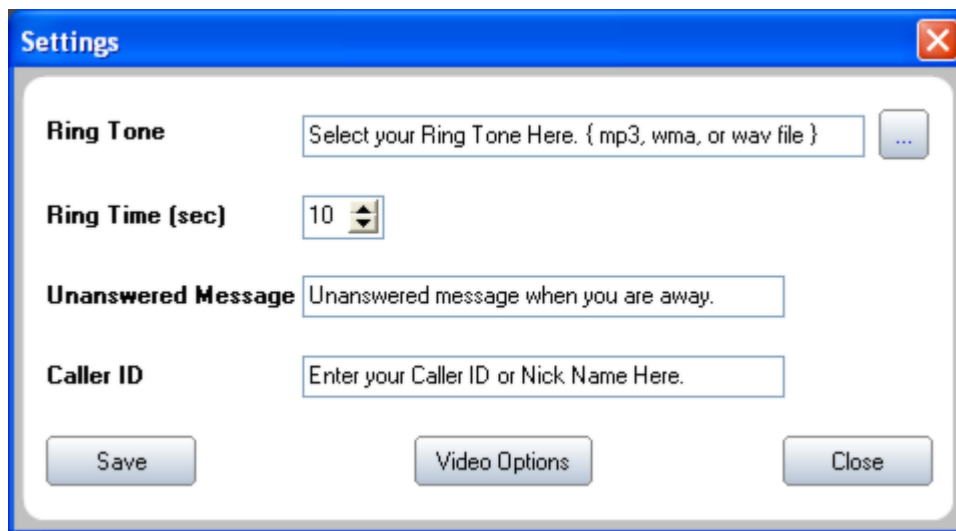 Settings
Ring Tone Select your Ring Tone Here. { mp3, wma, or wav file } ...
Ring Time (sec) 10
Unanswered Message Unanswered message when you are away.
Caller ID Enter your Caller ID or Nick Name Here.
Save Video Options Close